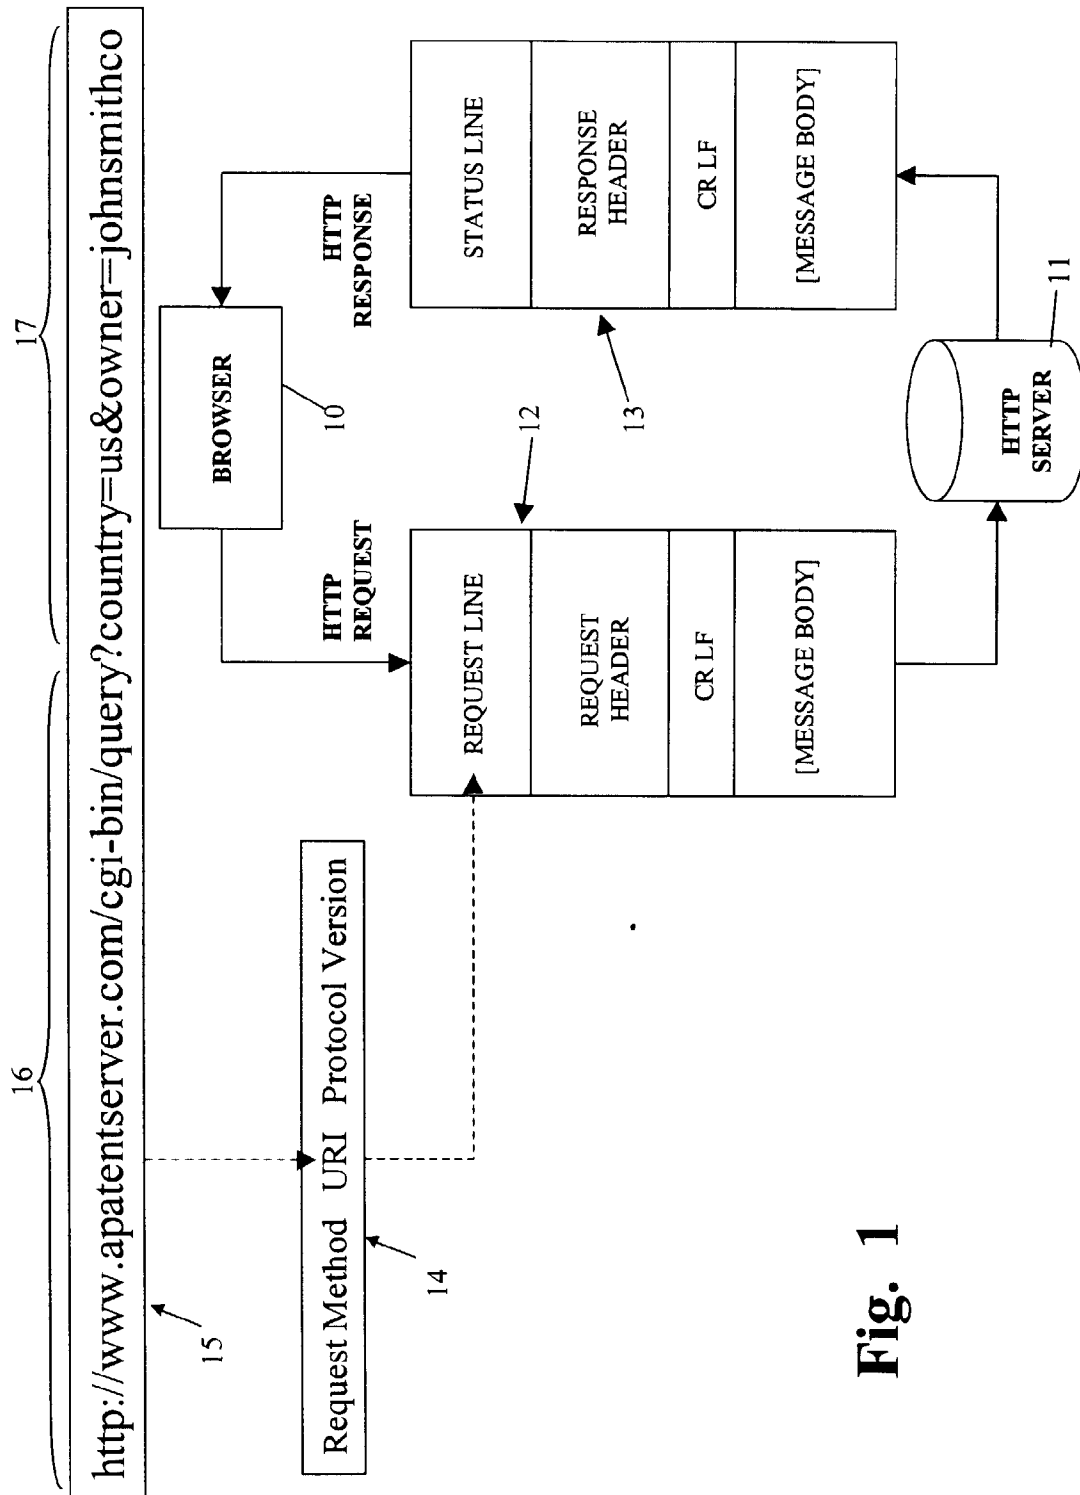 16
17
http://www.apatentserver.com/cgi-bin/query?country=us&owner=johnsmithco
15
Request Method URI Protocol Version
14
BROWSER
10
HTTP
REQUEST
HTTP
RESPONSE
12
REQUEST LINE
REQUEST
HEADER
CR LF
[MESSAGE BODY]
13
STATUS LINE
RESPONSE
HEADER
CR LF
[MESSAGE BODY]
HTTP
SERVER
11
Fig. 1